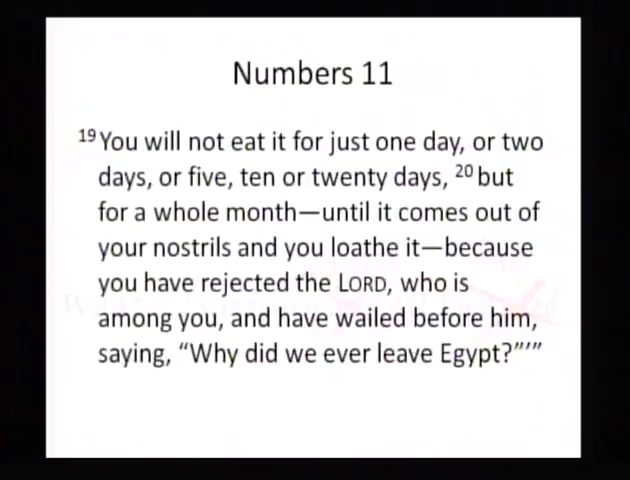 Numbers 11
19 You will not eat it for just one day, or two
days, or five, ten or twenty days, 20 but
for a whole month—until it comes out of
your nostrils and you loathe it—because
you have rejected the LORD, who is
among you, and have wailed before him,
saying, “Why did we ever leave Egypt?”’”